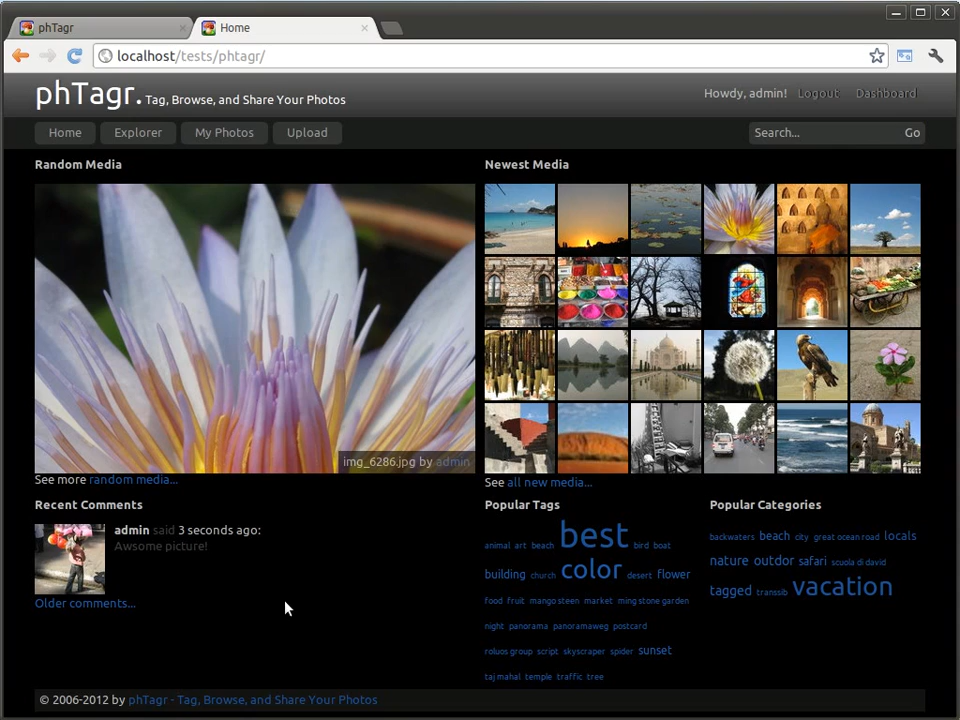 phTagr
Home
localhost/tests/phtagr/
phTagr. Tag, Browse, and Share Your Photos
Howdy, admin! Logout Dashboard
Home Explorer My Photos Upload
Search... Go
Random Media
img_6286.jpg by admin
See more random media...
Newest Media
See all new media...
Recent Comments
admin said 3 seconds ago:
Awsome picture!
Older comments...
Popular Tags
animal art beach best bird boat
building church color desert flower
food fruit mango steen market ming stone garden
night panorama panoramaweg postcard
roluos group script skyscraper spider sunset
taj mahal temple traffic tree
Popular Categories
backwaters beach city great ocean road locals
nature outdor safari scuola di david
tagged transsib vacation
© 2006-2012 by phTagr - Tag, Browse, and Share Your Photos